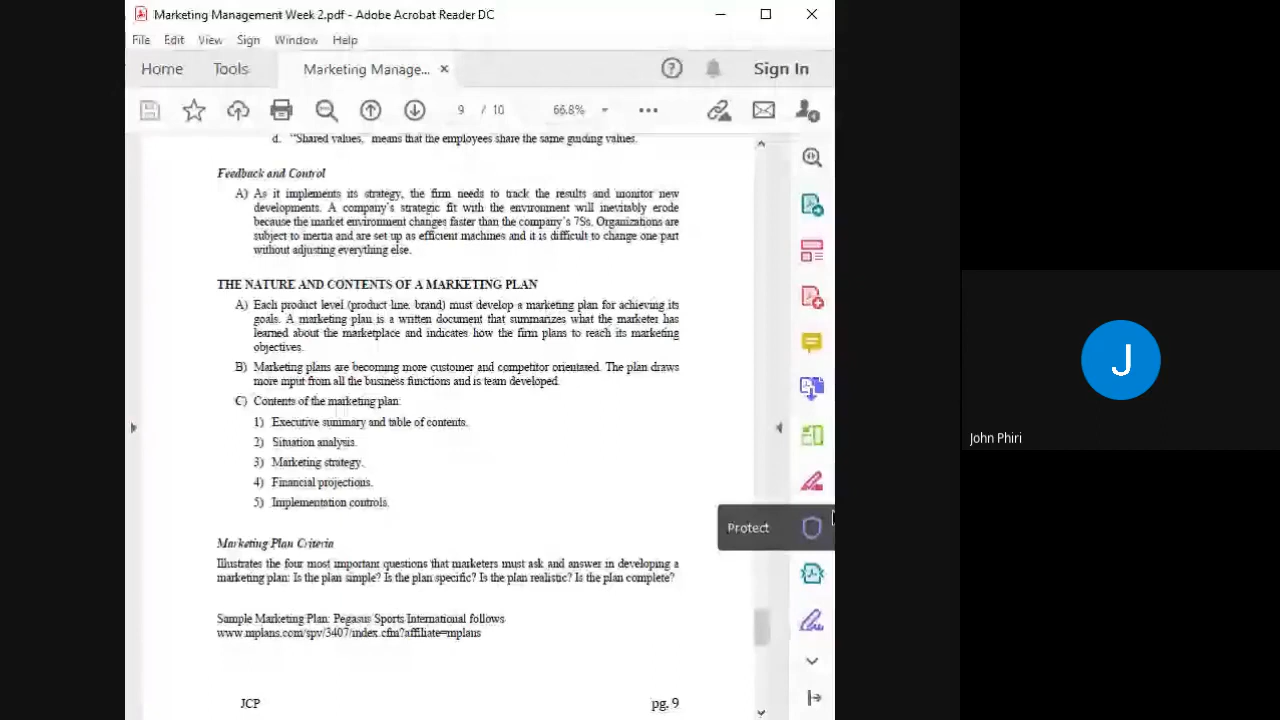 Marketing Management Week 2.pdf - Adobe Acrobat Reader DC
File Edit View Sign Window Help
Home Tools Marketing Manage... × Sign In
9 / 10 66.8%
d. "Shared values," means that the employees share the same guiding values.
Feedback and Control
A) As it implements its strategy, the firm needs to track the results and monitor new
developments. A company's strategic fit with the environment will inevitably erode
because the market environment changes faster than the company's 7Ss. Organizations are
subject to inertia and are set up as efficient machines and it is difficult to change one part
without adjusting everything else.
THE NATURE AND CONTENTS OF A MARKETING PLAN
A) Each product level (product line, brand) must develop a marketing plan for achieving its
goals. A marketing plan is a written document that summarizes what the marketer has
learned about the marketplace and indicates how the firm plans to reach its marketing
objectives.
B) Marketing plans are becoming more customer and competitor orientated. The plan draws
more input from all the business functions and is team developed.
C) Contents of the marketing plan:
1) Executive summary and table of contents.
2) Situation analysis.
3) Marketing strategy.
4) Financial projections.
5) Implementation controls.
Protect
Marketing Plan Criteria
Illustrates the four most important questions that marketers must ask and answer in developing a
marketing plan: Is the plan simple? Is the plan specific? Is the plan realistic? Is the plan complete?
Sample Marketing Plan: Pegasus Sports International follows
www.mplans.com/spv/3407/index.cfm?affiliate=mplans
JCP pg. 9
J
John Phiri